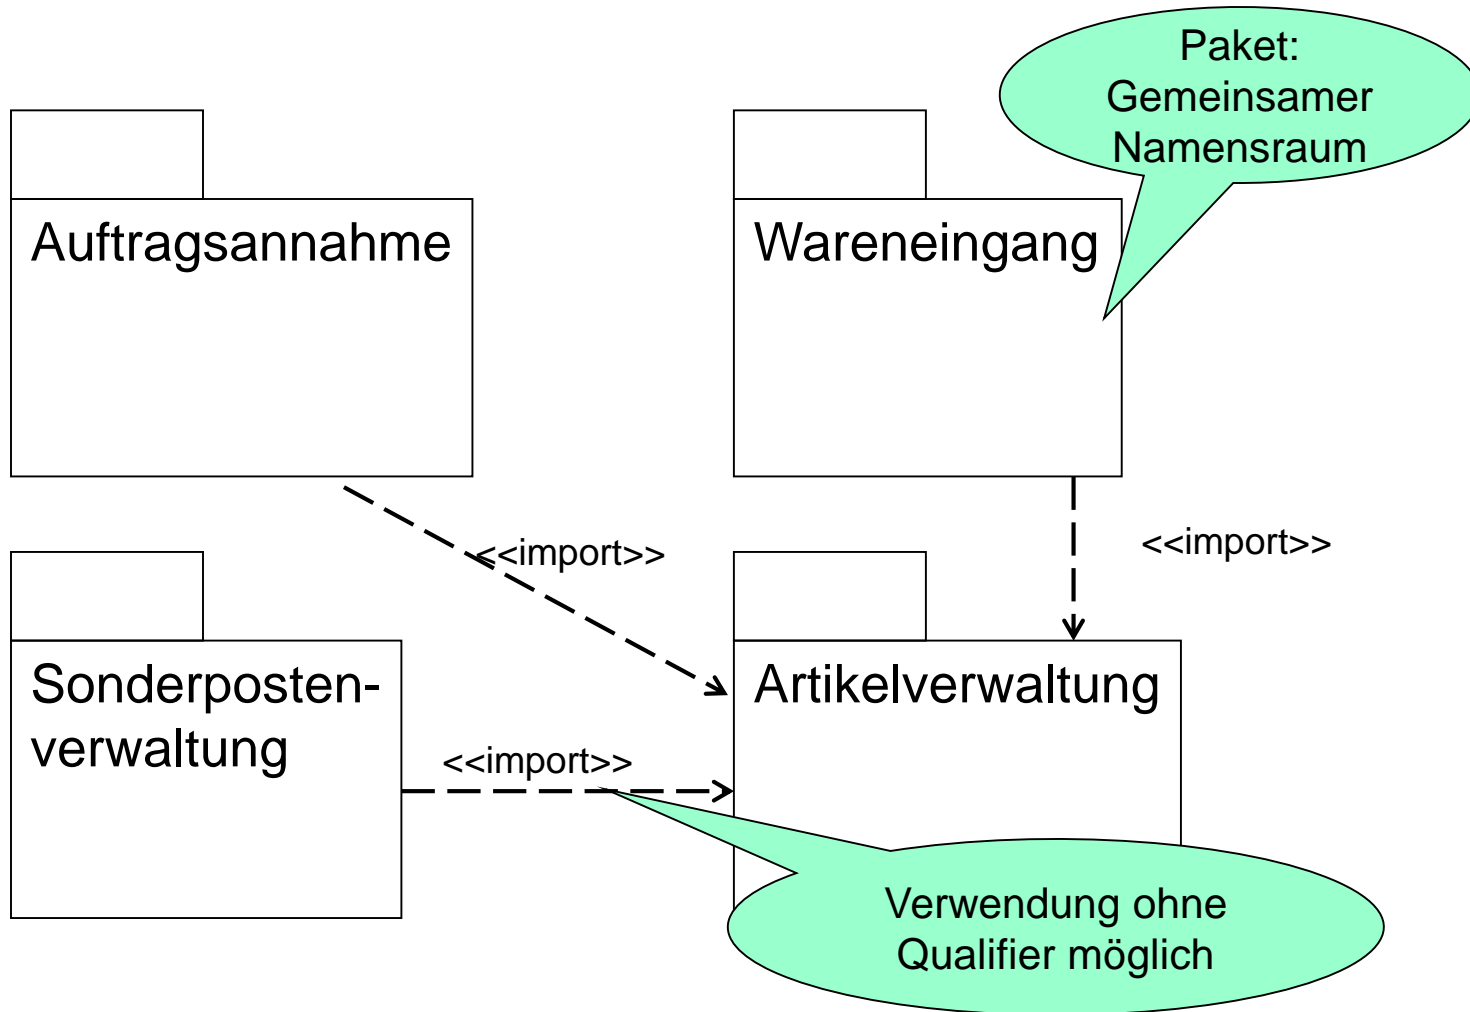 Paket:
Gemeinsamer
Namensraum
Auftragsannahme
Wareneingang
<<import>>
<<import>>
Sonderposten-
verwaltung
Artikelverwaltung
<<import>>
Verwendung ohne
Qualifier möglich